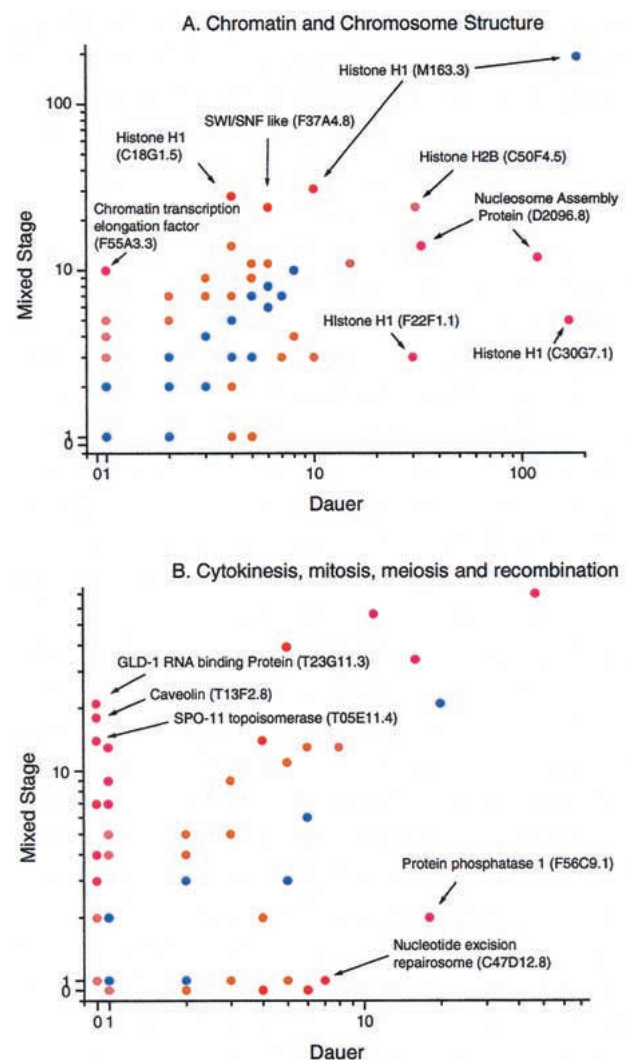 A. Chromatin and Chromosome Structure
Histone H1 (M163.3)
SWI/SNF like (F37A4.8)
Histone H1
(C18G1.5)
Histone H2B (C50F4.5)
Nucleosome Assembly
Protein (D2096.8)
Chromatin transcription
elongation factor
(F55A3.3)
HIstone H1 (F22F1.1)
Histone H1 (C30G7.1)
Mixed Stage
100
10
1
0
0 1
10
100
Dauer
B. Cytokinesis, mitosis, meiosis and recombination
GLD-1 RNA binding Protein (T23G11.3)
Caveolin (T13F2.8)
SPO-11 topoisomerase (T05E11.4)
Protein phosphatase 1 (F56C9.1)
Nucleotide excision
repairosome (C47D12.8)
Mixed Stage
10
1
0
0 1
10
Dauer